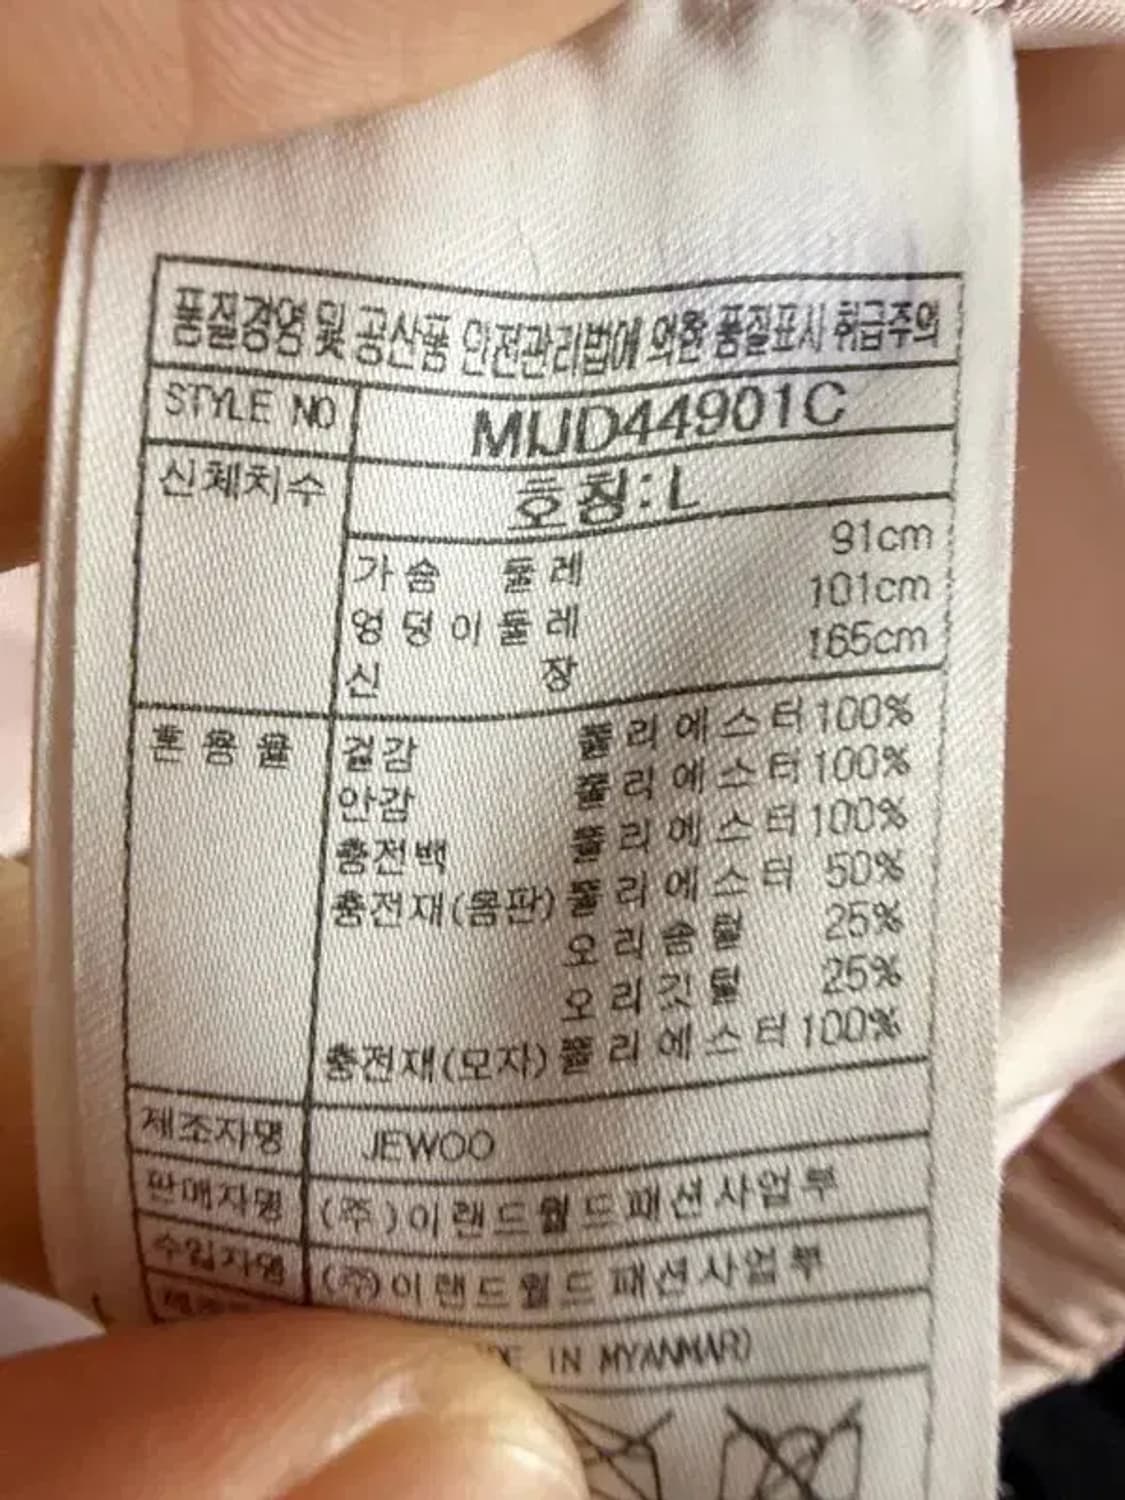 품질경영 및 공산품 안전관리법에 의한 품질표시 취급주의
STYLE NO MIJD44901C
신체치수 호칭:L
가슴 둘레 91cm
엉덩이둘레 101cm
신 장 165cm
혼용율 겉감 폴리에스터100%
안감 폴리에스터100%
충전백 폴리에스터100%
충전재(몸판) 폴리에스터 50%
오리솜털 25%
오리깃털 25%
충전재(모자) 폴리에스터100%
제조자명 JEWOO
판매자명 (주)이랜드월드패션사업부
수입자명 (주)이랜드월드패션사업부
IN MYANMAR)